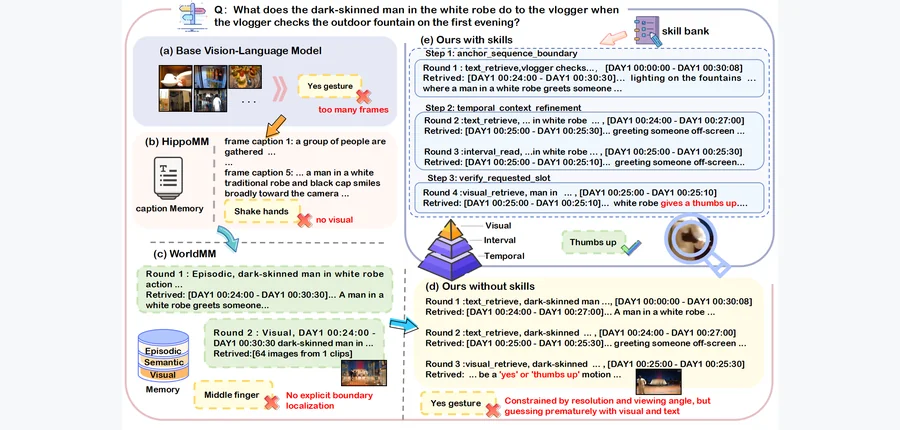 Q: What does the dark-skinned man in the white robe do to the vlogger when
the vlogger checks the outdoor fountain on the first evening?
(a) Base Vision-Language Model
...
Yes gesture
too many frames
(b) HippoMM
caption Memory
frame caption 1: a group of people are
gathered ...
...
frame caption 5: ... a man in a white
traditional robe and black cap smiles
broadly toward the camera ...
Shake hands
no visual
(c) WorldMM
Round 1 : Episodic, dark-skinned man in white robe
action ...
Retrived: [DAY1 00:24:00 - DAY1 00:30:30]... A man in a
white robe greets someone...
Episodic
Semantic
Visual
Memory
Round 2 : Visual, DAY1 00:24:00 -
DAY1 00:30:30 dark-skinned man in ...
Retrived:[64 images from 1 clips]
Middle finger
No explicit boundary
localization
(e) Ours with skills
skill bank
Step 1: anchor_sequence_boundary
Round 1 : text_retrieve,vlogger checks..., [DAY1 00:00:00 - DAY1 00:30:08]
Retrived: [DAY1 00:24:00 - DAY1 00:30:30]... lighting on the fountains ...
where a man in a white robe greets someone ...
Step 2: temporal_context_refinement
Round 2 :text_retrieve, ... in white robe ... , [DAY1 00:24:00 - DAY1 00:27:00]
Retrived: [DAY1 00:25:00 - DAY1 00:25:30]... greeting someone off-screen ...
Round 3 :interval_read, ...in white robe ... , [DAY1 00:25:00 - DAY1 00:25:30]
Retrived: [DAY1 00:25:00 - DAY1 00:25:10]... greeting someone off-screen...
Step 3: verify_requested_slot
Round 4 :visual_retrieve, man in ... , [DAY1 00:25:00 - DAY1 00:25:10]
Retrived: [DAY1 00:25:00 - DAY1 00:25:10]... white robe gives a thumbs up....
Visual
Interval
Temporal
Thumbs up
(d) Ours without skills
Round 1 :text_retrieve, dark-skinned man ..., [DAY1 00:00:00 - DAY1 00:30:08]
Retrived: [DAY1 00:24:00 - DAY1 00:27:00]... A man in a white robe ...
Round 2 :text_retrieve, dark-skinned ... , [DAY1 00:24:00 - DAY1 00:27:00]
Retrived: [DAY1 00:25:00 - DAY1 00:25:30]... greeting someone off-screen ...
Round 3 :visual_retrieve, dark-skinned ... , [DAY1 00:25:00 - DAY1 00:25:30]
Retrived: ... be a 'yes' or 'thumbs up' motion ...
Yes gesture
Constrained by resolution and viewing angle, but
guessing prematurely with visual and text